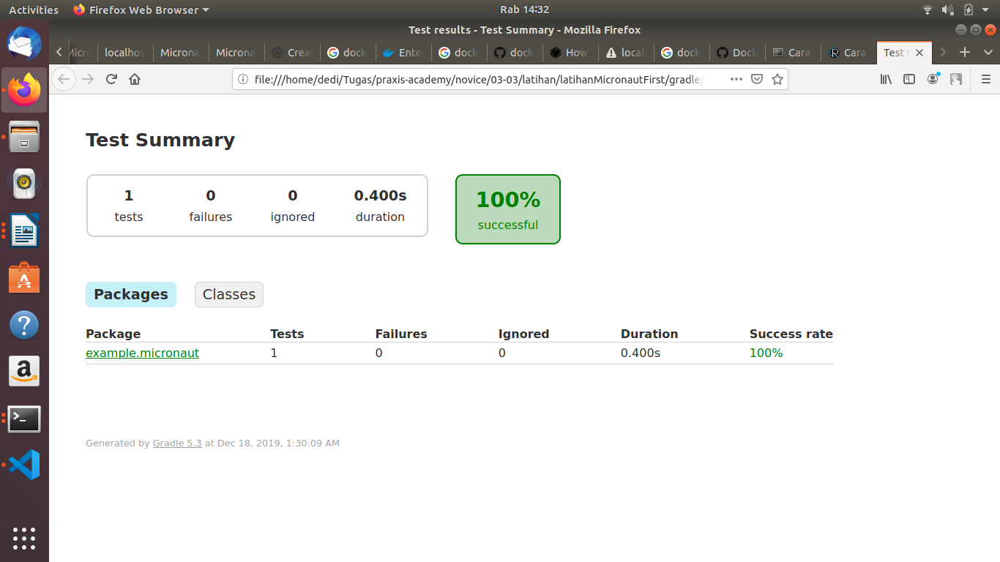 Activities Firefox Web Browser Rab 14:32
Test results - Test Summary - Mozilla Firefox
localhos Microna Microna Crea dock Ente dock dock How locall dock Dock Cara Cara Test r
file:///home/dedi/Tugas/praxis-academy/novice/03-03/latihan/latihanMicronautFirst/gradle/
Test Summary
1 0 0 0.400s
tests failures ignored duration
100%
successful
Packages Classes
Package Tests Failures Ignored Duration Success rate
example.micronaut 1 0 0 0.400s 100%
Generated by Gradle 5.3 at Dec 18, 2019, 1:30:09 AM